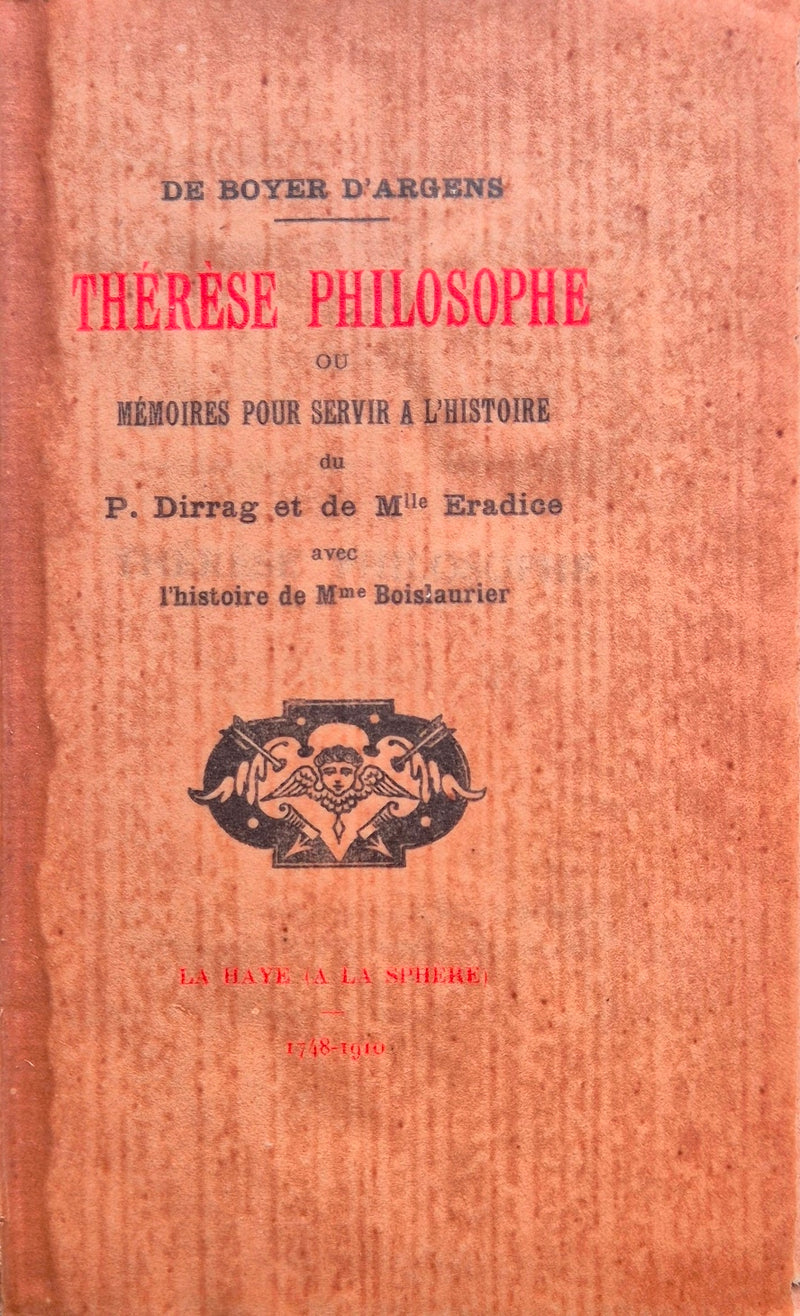 DE BOYER D'ARGENS
THÉRÈSE PHILOSOPHE
OU
MÉMOIRES POUR SERVIR A L'HISTOIRE
du
P. Dirrag et de Mlle Eradice
avec
l'histoire de Mme Boislaurier
LA HAYE (A LA SPHERE)
1748-1910